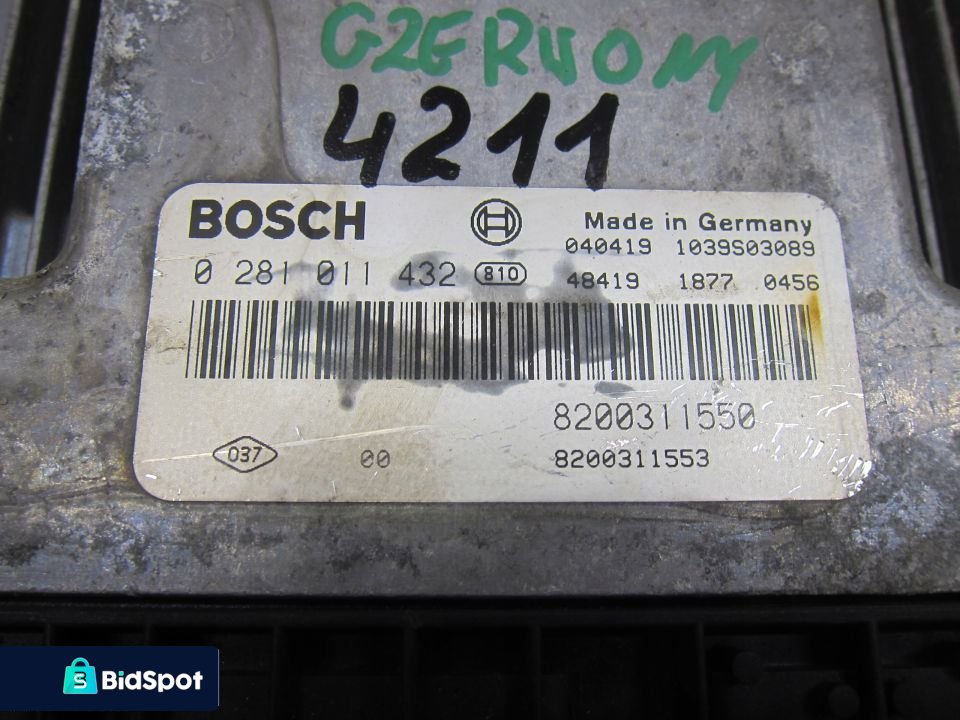 CZERWONY
4211
BOSCH Made in Germany
040419 1039S03089
0 281 011 432 810 48419 1877 0456
8200311550
037 00 8200311553
BidSpot